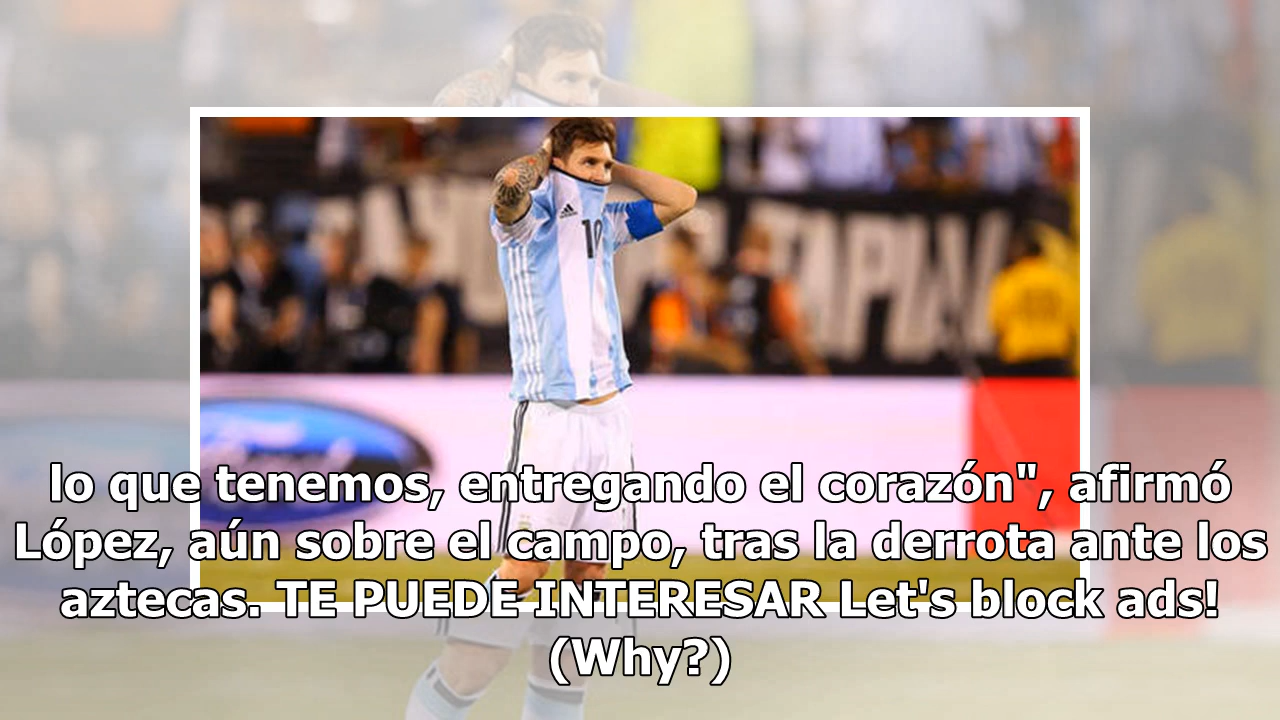 10
lo que tenemos, entregando el corazón", afirmó
López, aún sobre el campo, tras la derrota ante los
aztecas. TE PUEDE INTERESAR Let's block ads!
(Why?)